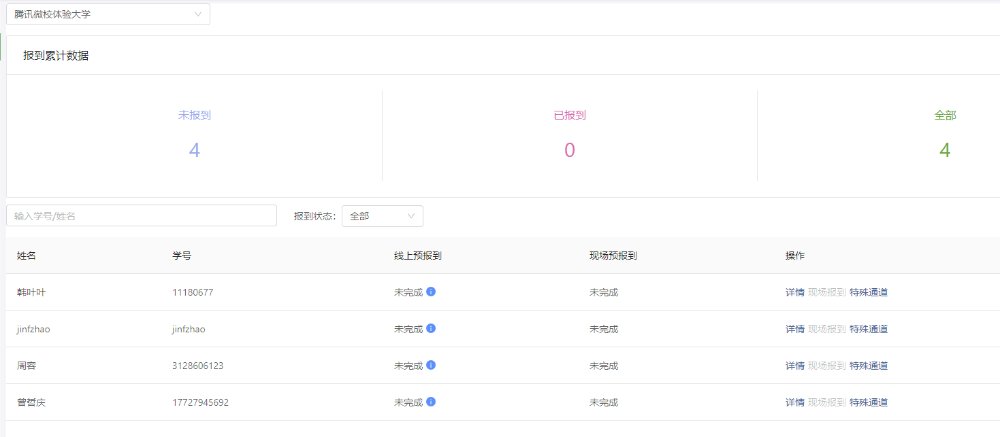 腾讯微校体验大学
报到累计数据
未报到 已报到 全部
4 0 4
输入学号/姓名 报到状态: 全部
姓名 学号 线上预报到 现场预报到 操作
韩叶叶 11180677 未完成 未完成 详情 现场报到 特殊通道
jinfzhao jinfzhao 未完成 未完成 详情 现场报到 特殊通道
周容 3128606123 未完成 未完成 详情 现场报到 特殊通道
曾哲庆 17727945692 未完成 未完成 详情 现场报到 特殊通道